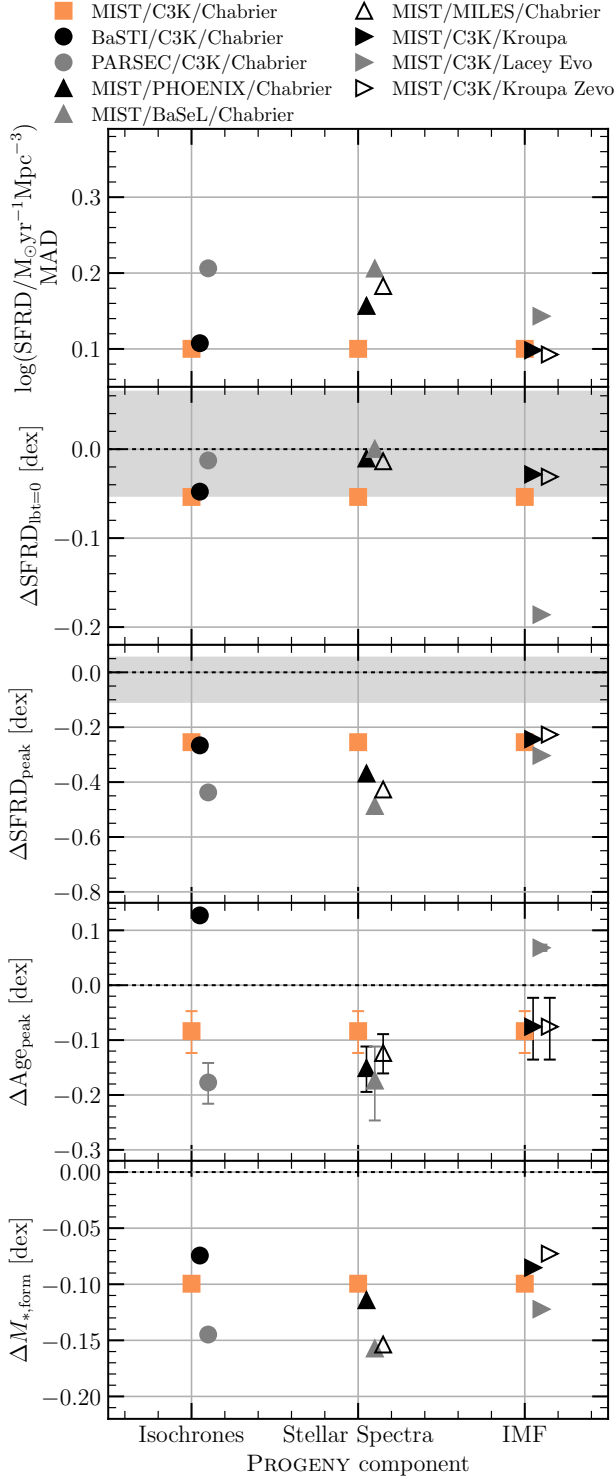 MIST/C3K/Chabrier
BaSTI/C3K/Chabrier
PARSEC/C3K/Chabrier
MIST/PHOENIX/Chabrier
MIST/BaSeL/Chabrier
MIST/MILES/Chabrier
MIST/C3K/Kroupa
MIST/C3K/Lacey Evo
MIST/C3K/Kroupa Zevo
log(SFRD/M⊙yr⁻¹Mpc⁻³)
MAD
0.3
0.2
0.1
ΔSFRD_lbt=0 [dex]
0.0
−0.1
−0.2
ΔSFRD_peak [dex]
0.0
−0.2
−0.4
−0.6
−0.8
ΔAge_peak [dex]
0.1
0.0
−0.1
−0.2
−0.3
ΔM_*,form [dex]
0.00
−0.05
−0.10
−0.15
−0.20
Isochrones Stellar Spectra IMF
PROGENY component